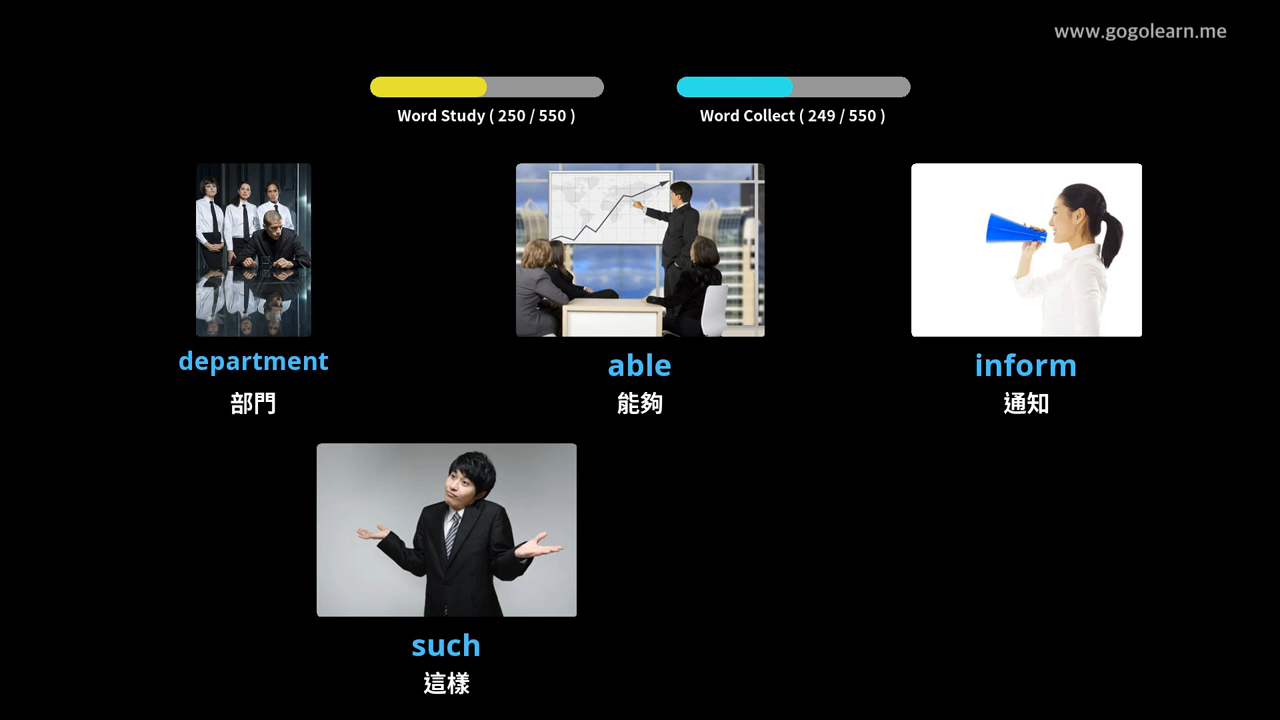 www.gogolearn.me
Word Study ( 250 / 550 )
Word Collect ( 249 / 550 )
department
able
inform
部門
能夠
通知
such
這樣